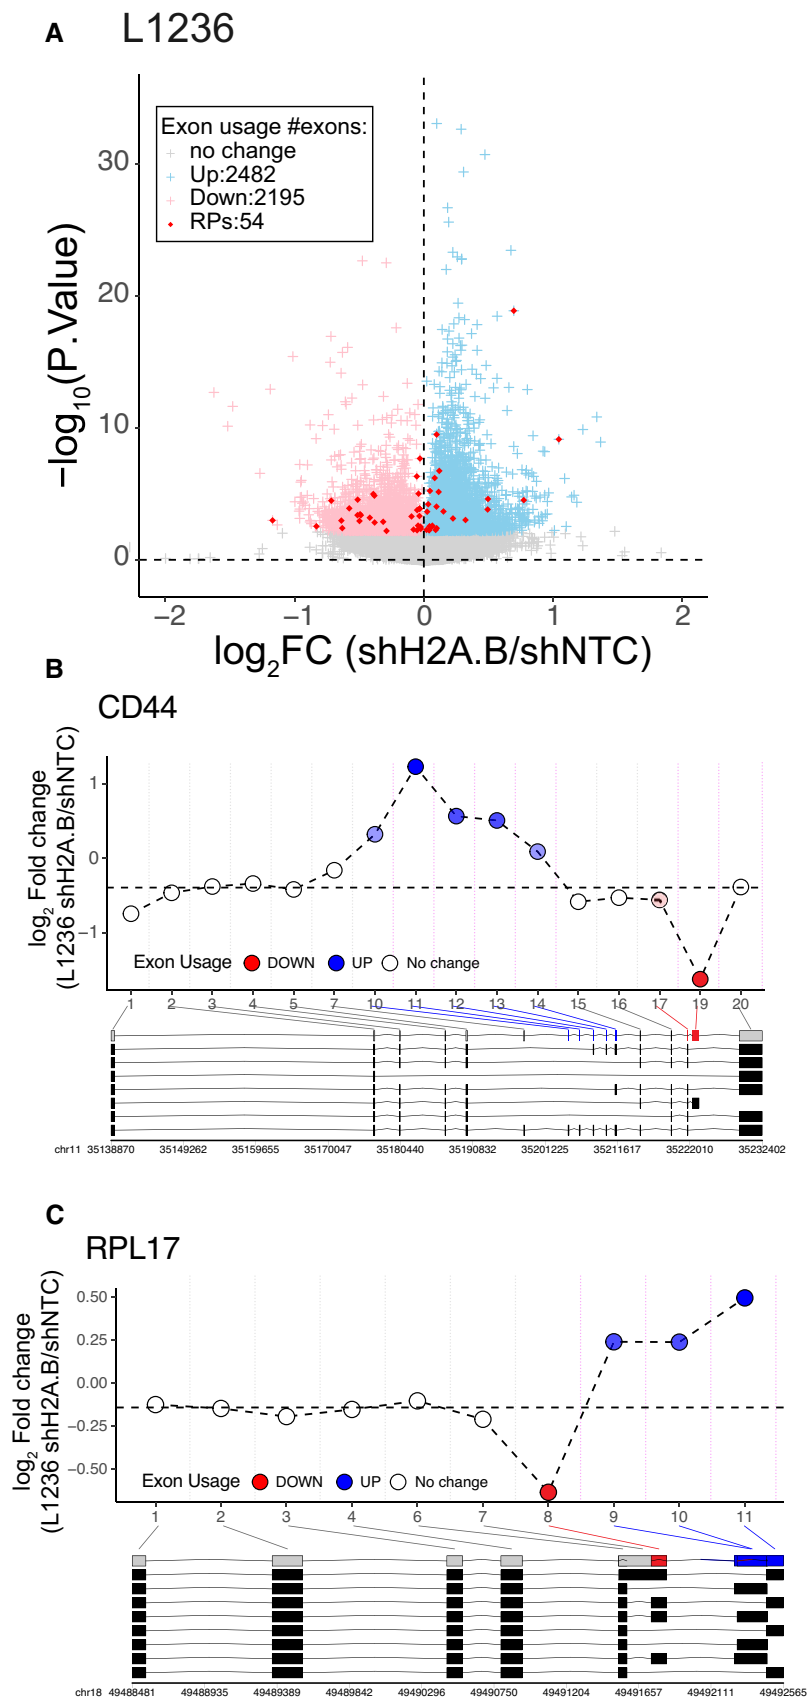 A L1236
Exon usage #exons:
no change
Up:2482
Down:2195
RPs:54
−log10(P.Value)
30
20
10
0
−2 −1 0 1 2
log2FC (shH2A.B/shNTC)
B
CD44
log2 Fold change
(L1236 shH2A.B/shNTC)
1
0
−1
Exon Usage DOWN UP No change
1 2 3 4 5 7 10 11 12 13 14 15 16 17 19 20
chr11 35138870 35149262 35159655 35170047 35180440 35190832 35201225 35211617 35222010 35232402
C
RPL17
log2 Fold change
(L1236 shH2A.B/shNTC)
0.50
0.25
0.00
−0.25
−0.50
Exon Usage DOWN UP No change
1 2 3 4 6 7 8 9 10 11
chr18 49488481 49488935 49489389 49489842 49490296 49490750 49491204 49491657 49492111 49492565